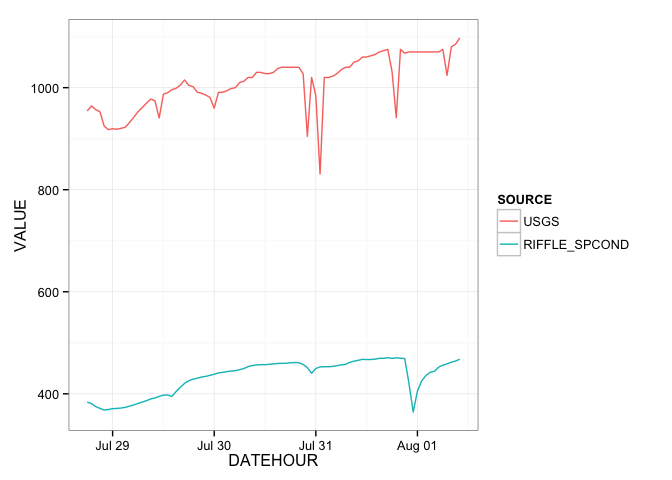 VALUE
1000
800
600
400
Jul 29
Jul 30
Jul 31
Aug 01
DATEHOUR
SOURCE
USGS
RIFFLE_SPCOND